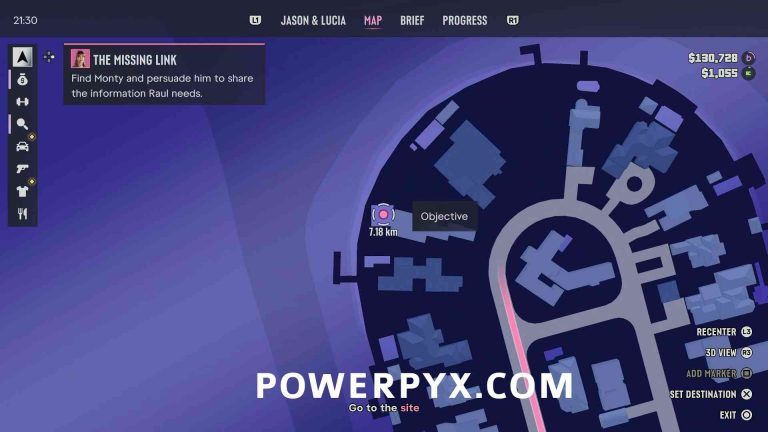 21:30
L1 JASON & LUCIA MAP BRIEF PROGRESS R1
THE MISSING LINK
Find Monty and persuade him to share
the information Raul needs.
$130,728
$1,055
Objective
7.18 km
RECENTER L3
3D VIEW R3
ADD MARKER
SET DESTINATION
EXIT
POWERPYX.COM
Go to the site